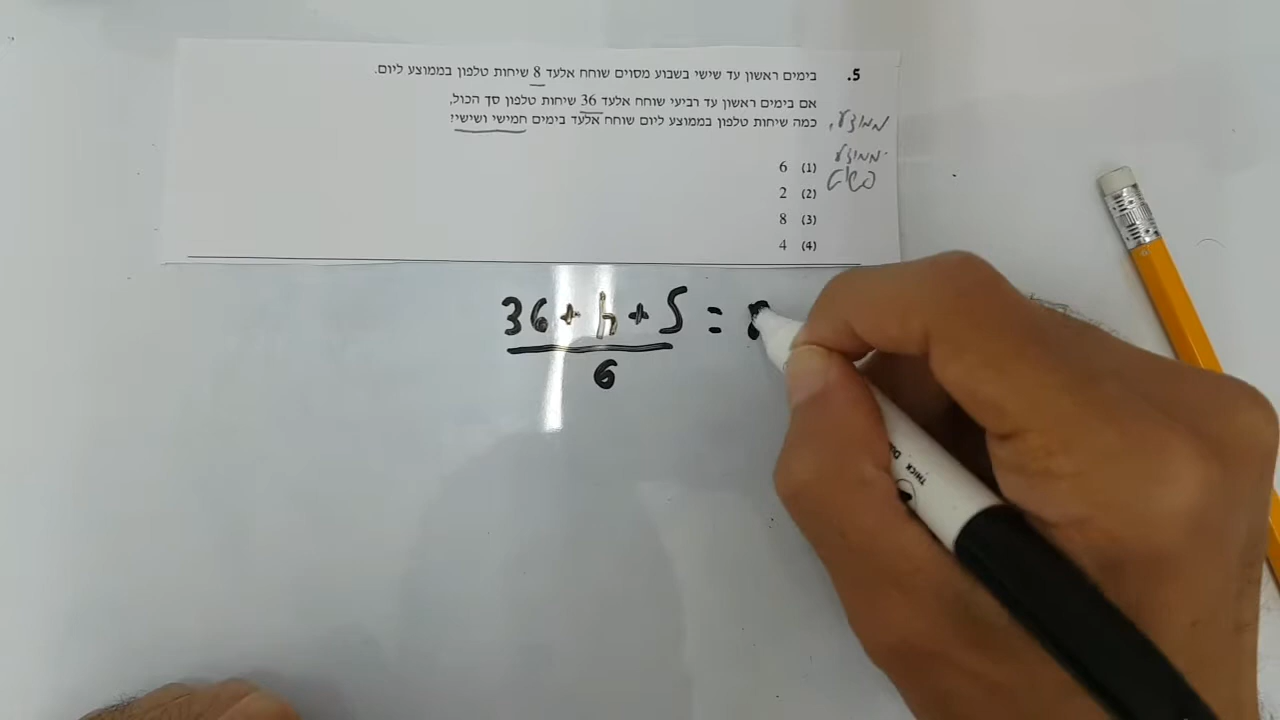 5. בימים ראשון עד שישי בשבוע מסוים שוחח אלעד 8 שיחות טלפון בממוצע ליום.
אם בימים ראשון עד רביעי שוחח אלעד 36 שיחות טלפון סך הכול,
כמה שיחות טלפון בממוצע ליום שוחח אלעד בימים חמישי ושישי?
ממוצע,
ממוצע
פשוט
(1) 6
(2) 2
(3) 8
(4) 4
36 + h + S =
6
THICK